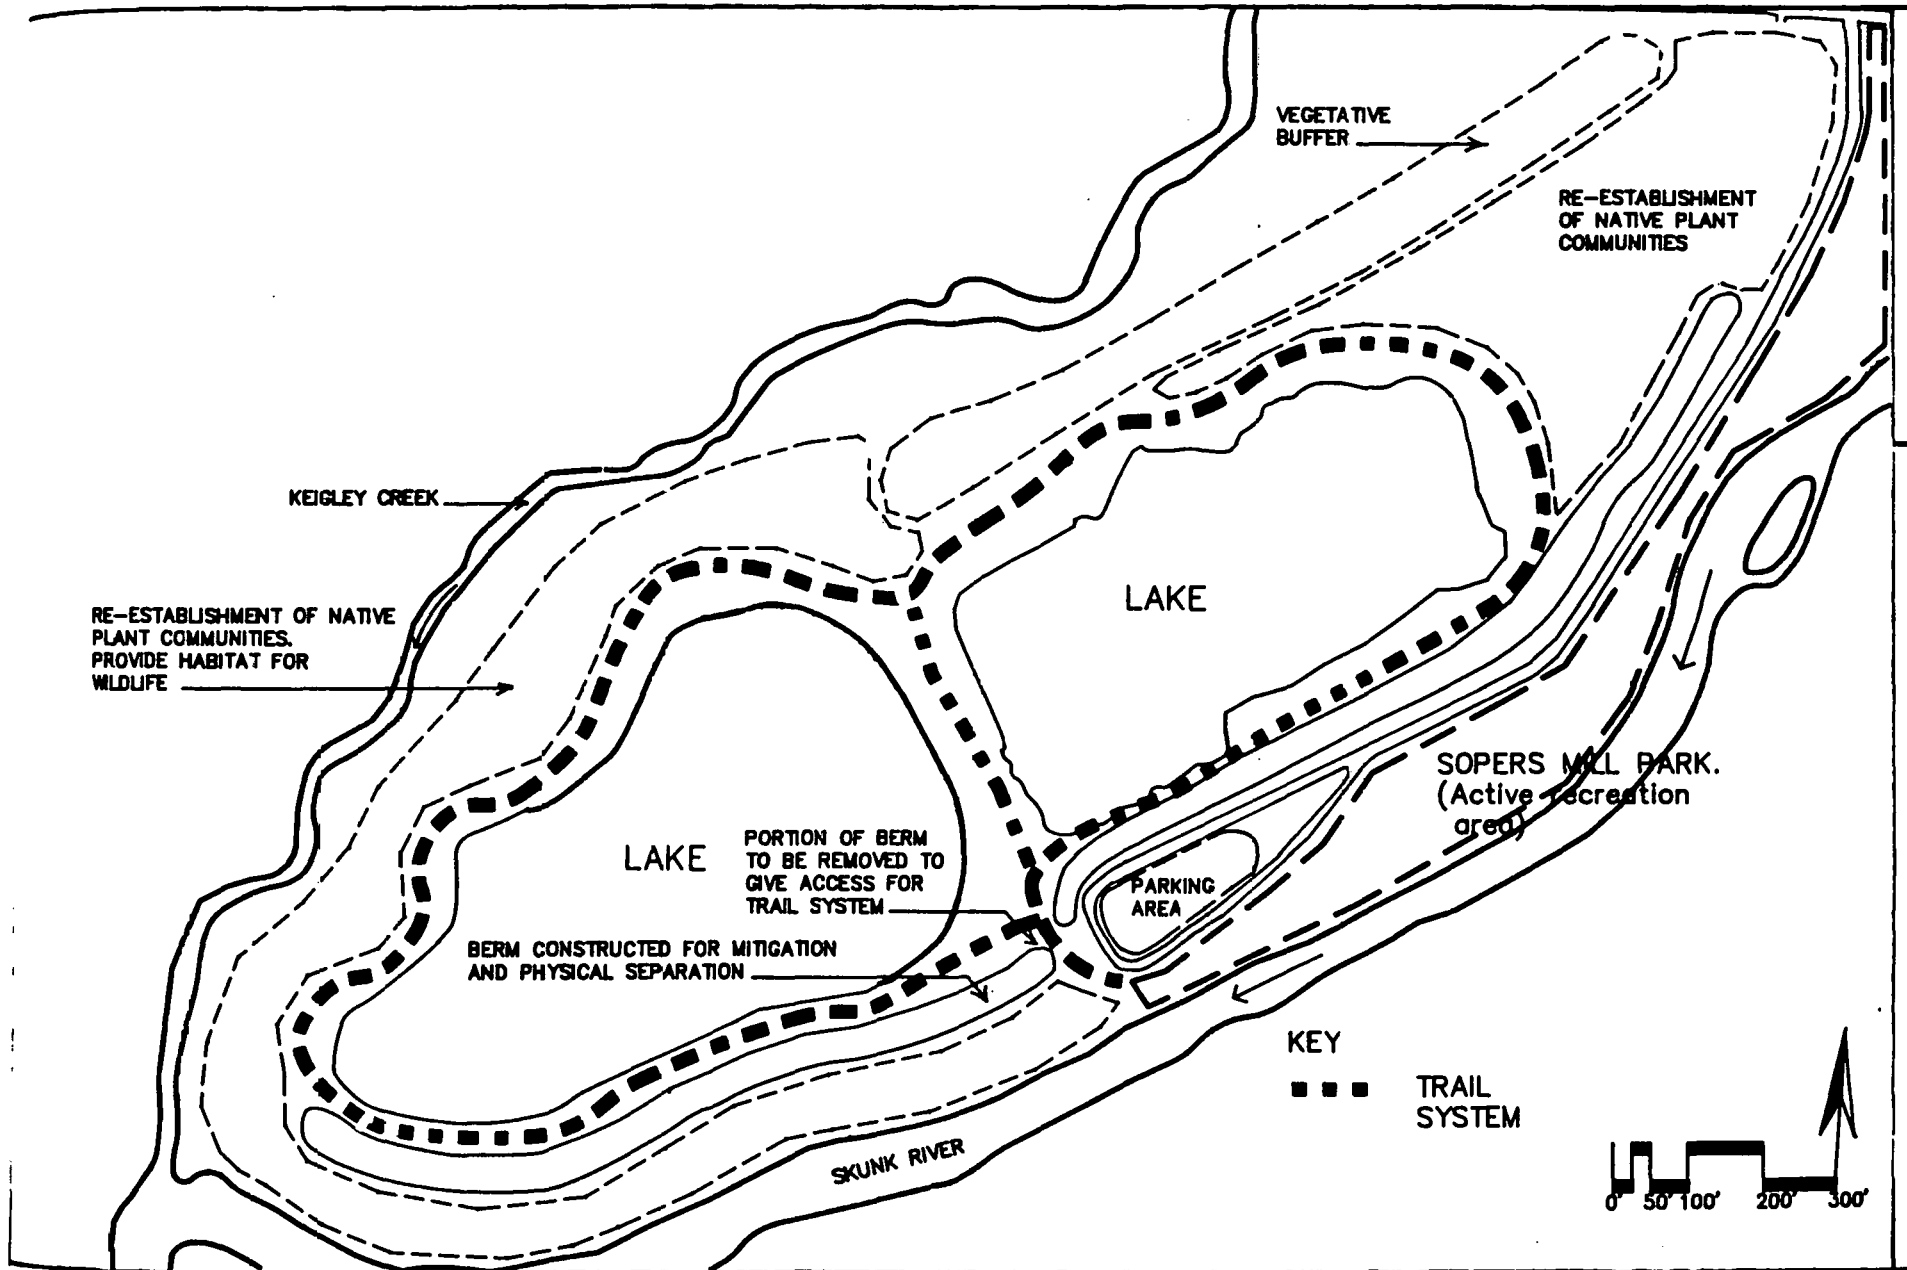 VEGETATIVE
BUFFER
RE-ESTABLISHMENT
OF NATIVE PLANT
COMMUNITIES
KEIGLEY CREEK
LAKE
RE-ESTABLISHMENT OF NATIVE
PLANT COMMUNITIES.
PROVIDE HABITAT FOR
WILDLIFE
SOPERS MILL PARK.
(Active recreation
area)
LAKE
PORTION OF BERM
TO BE REMOVED TO
GIVE ACCESS FOR
TRAIL SYSTEM
PARKING
AREA
BERM CONSTRUCTED FOR MITIGATION
AND PHYSICAL SEPARATION
KEY
TRAIL
SYSTEM
SKUNK RIVER
0' 50' 100' 200' 300'